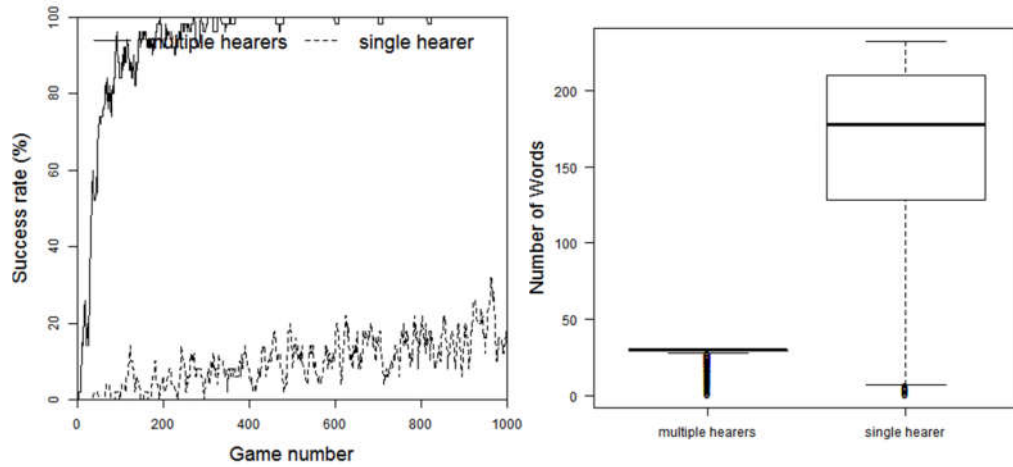 multiple hearers
single hearer
Success rate (%)
0
20
40
60
80
100
0
200
400
600
800
1000
Game number
Number of Words
0
50
100
150
200
multiple hearers
single hearer